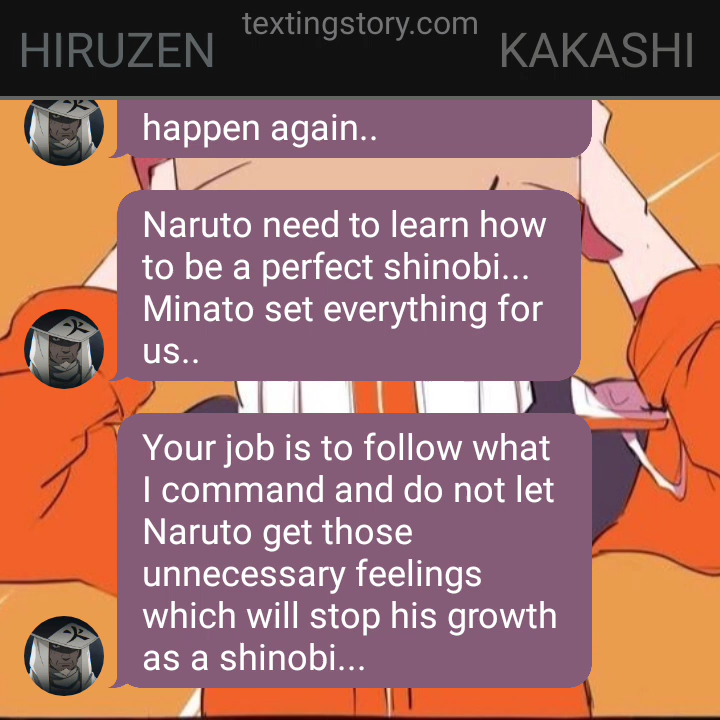 textingstory.com
HIRUZEN
KAKASHI
happen again..
Naruto need to learn how
to be a perfect shinobi...
Minato set everything for
us..
Your job is to follow what
I command and do not let
Naruto get those
unnecessary feelings
which will stop his growth
as a shinobi...